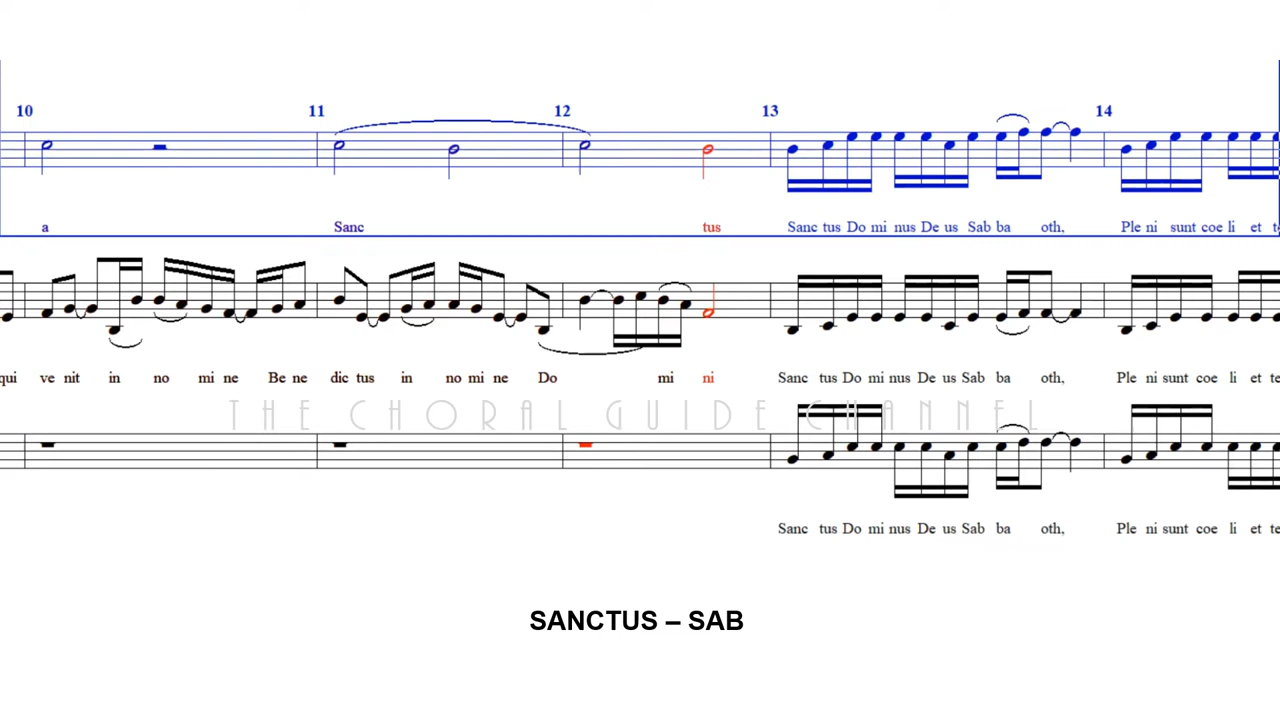 10 11 12 13 14
a Sanc tus Sanc tus Do mi nus De us Sab ba oth, Ple ni sunt coe li et
qui ve nit in no mi ne Be ne dic tus in no mi ne Do mi ni Sanc tus Do mi nus De us Sab ba oth, Ple ni sunt coe li et te
THE CHORAL GUIDE CHANNEL
Sanc tus Do mi nus De us Sab ba oth, Ple ni sunt coe li et te
SANCTUS – SAB